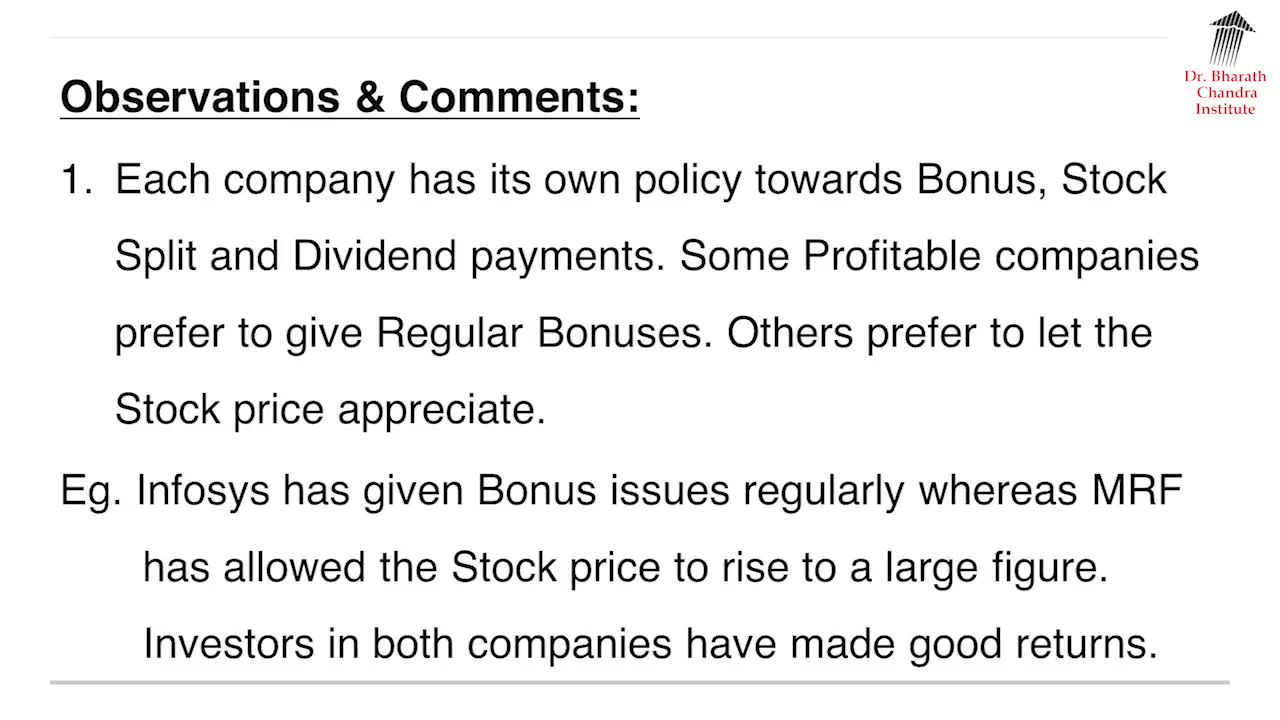 Dr. Bharath
Chandra
Institute
Observations & Comments:
1. Each company has its own policy towards Bonus, Stock
Split and Dividend payments. Some Profitable companies
prefer to give Regular Bonuses. Others prefer to let the
Stock price appreciate.
Eg. Infosys has given Bonus issues regularly whereas MRF
has allowed the Stock price to rise to a large figure.
Investors in both companies have made good returns.